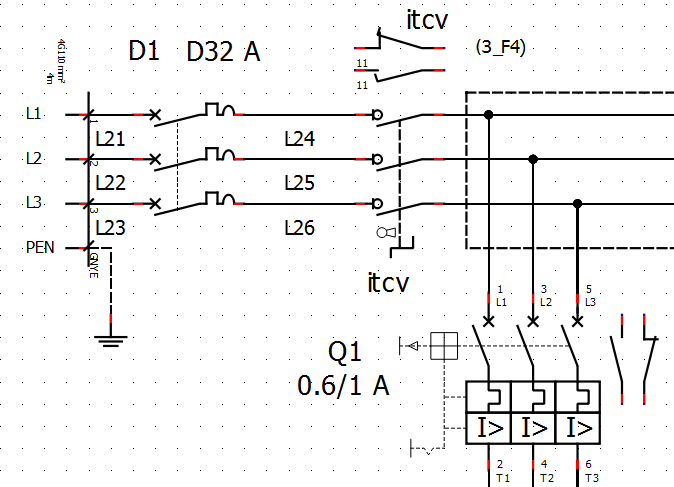 itcv
D1
D32 A
(3_F4)
4G1.10 mm²
4m
11
11
L1
1
L21
L24
L2
2
L22
L25
L3
3
L23
L26
PEN
GNYE
itcv
1
3
5
L1
L2
L3
Q1
0.6/1 A
I>
I>
I>
2
4
6
T1
T2
T3